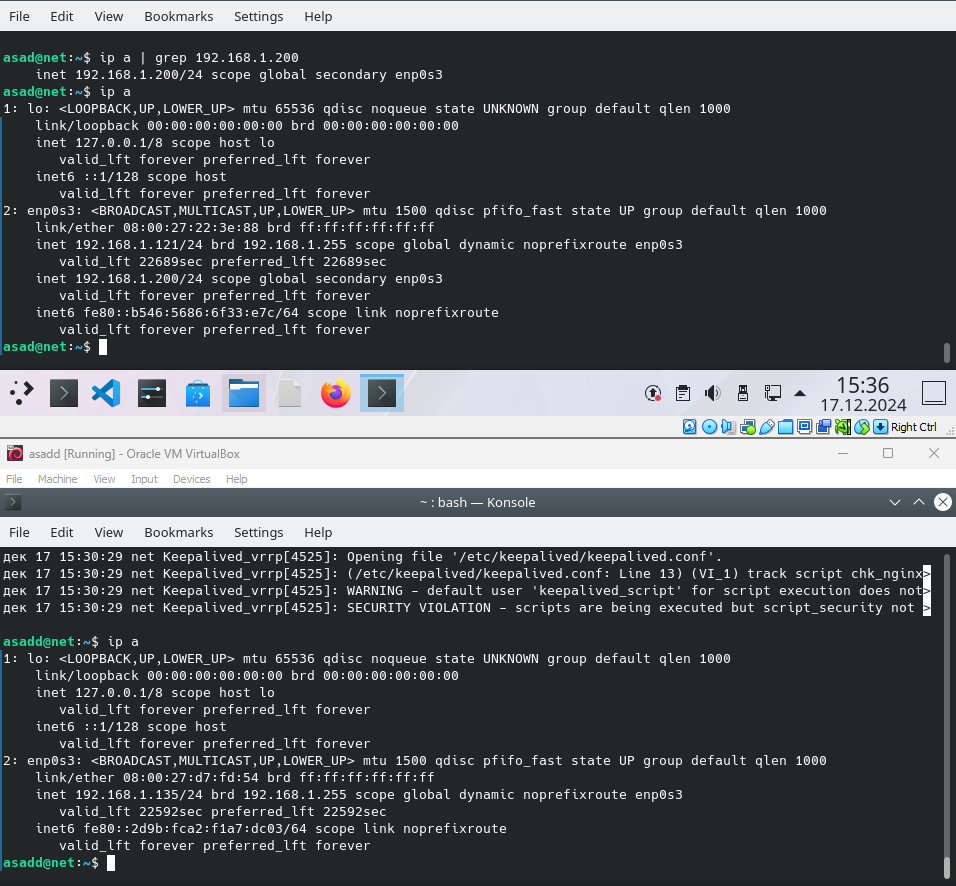 File Edit View Bookmarks Settings Help
asad@net:~$ ip a | grep 192.168.1.200
    inet 192.168.1.200/24 scope global secondary enp0s3
asad@net:~$ ip a
1: lo: <LOOPBACK,UP,LOWER_UP> mtu 65536 qdisc noqueue state UNKNOWN group default qlen 1000
    link/loopback 00:00:00:00:00:00 brd 00:00:00:00:00:00
    inet 127.0.0.1/8 scope host lo
       valid_lft forever preferred_lft forever
    inet6 ::1/128 scope host
       valid_lft forever preferred_lft forever
2: enp0s3: <BROADCAST,MULTICAST,UP,LOWER_UP> mtu 1500 qdisc pfifo_fast state UP group default qlen 1000
    link/ether 08:00:27:22:3e:88 brd ff:ff:ff:ff:ff:ff
    inet 192.168.1.121/24 brd 192.168.1.255 scope global dynamic noprefixroute enp0s3
       valid_lft 22689sec preferred_lft 22689sec
    inet 192.168.1.200/24 scope global secondary enp0s3
       valid_lft forever preferred_lft forever
    inet6 fe80::b546:5686:6f33:e7c/64 scope link noprefixroute
       valid_lft forever preferred_lft forever
asad@net:~$
15:36
17.12.2024
Right Ctrl
asadd [Running] - Oracle VM VirtualBox
File Machine View Input Devices Help
~ : bash — Konsole
File Edit View Bookmarks Settings Help
дек 17 15:30:29 net Keepalived_vrrp[4525]: Opening file '/etc/keepalived/keepalived.conf'.
дек 17 15:30:29 net Keepalived_vrrp[4525]: (/etc/keepalived/keepalived.conf: Line 13) (VI_1) track script chk_nginx>
дек 17 15:30:29 net Keepalived_vrrp[4525]: WARNING - default user 'keepalived_script' for script execution does not>
дек 17 15:30:29 net Keepalived_vrrp[4525]: SECURITY VIOLATION - scripts are being executed but script_security not >
asadd@net:~$ ip a
1: lo: <LOOPBACK,UP,LOWER_UP> mtu 65536 qdisc noqueue state UNKNOWN group default qlen 1000
    link/loopback 00:00:00:00:00:00 brd 00:00:00:00:00:00
    inet 127.0.0.1/8 scope host lo
       valid_lft forever preferred_lft forever
    inet6 ::1/128 scope host
       valid_lft forever preferred_lft forever
2: enp0s3: <BROADCAST,MULTICAST,UP,LOWER_UP> mtu 1500 qdisc pfifo_fast state UP group default qlen 1000
    link/ether 08:00:27:d7:fd:54 brd ff:ff:ff:ff:ff:ff
    inet 192.168.1.135/24 brd 192.168.1.255 scope global dynamic noprefixroute enp0s3
       valid_lft 22592sec preferred_lft 22592sec
    inet6 fe80::2d9b:fca2:f1a7:dc03/64 scope link noprefixroute
       valid_lft forever preferred_lft forever
asadd@net:~$